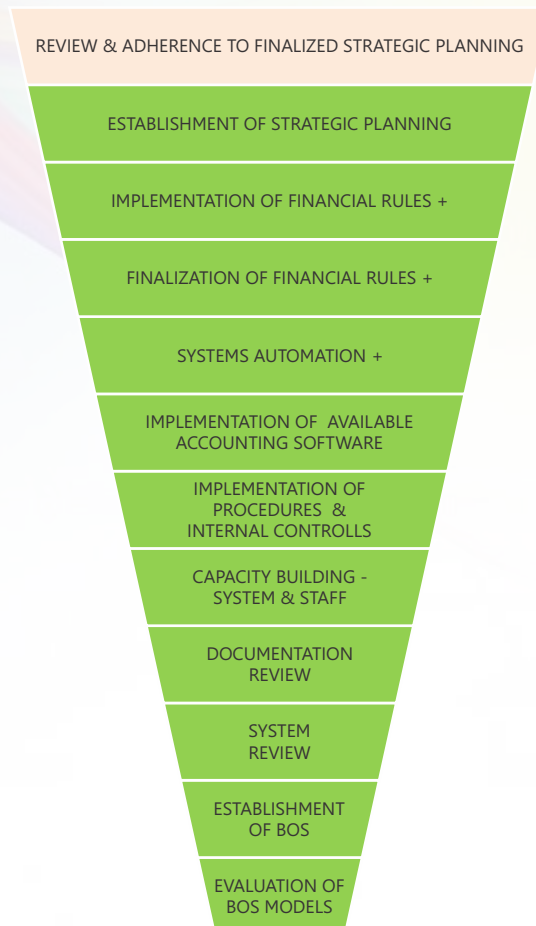 REVIEW & ADHERENCE TO FINALIZED STRATEGIC PLANNING
ESTABLISHMENT OF STRATEGIC PLANNING
IMPLEMENTATION OF FINANCIAL RULES +
FINALIZATION OF FINANCIAL RULES +
SYSTEMS AUTOMATION +
IMPLEMENTATION OF AVAILABLE
ACCOUNTING SOFTWARE
IMPLEMENTATION OF
PROCEDURES &
INTERNAL CONTROLLS
CAPACITY BUILDING -
SYSTEM & STAFF
DOCUMENTATION
REVIEW
SYSTEM
REVIEW
ESTABLISHMENT
OF BOS
EVALUATION OF
BOS MODELS